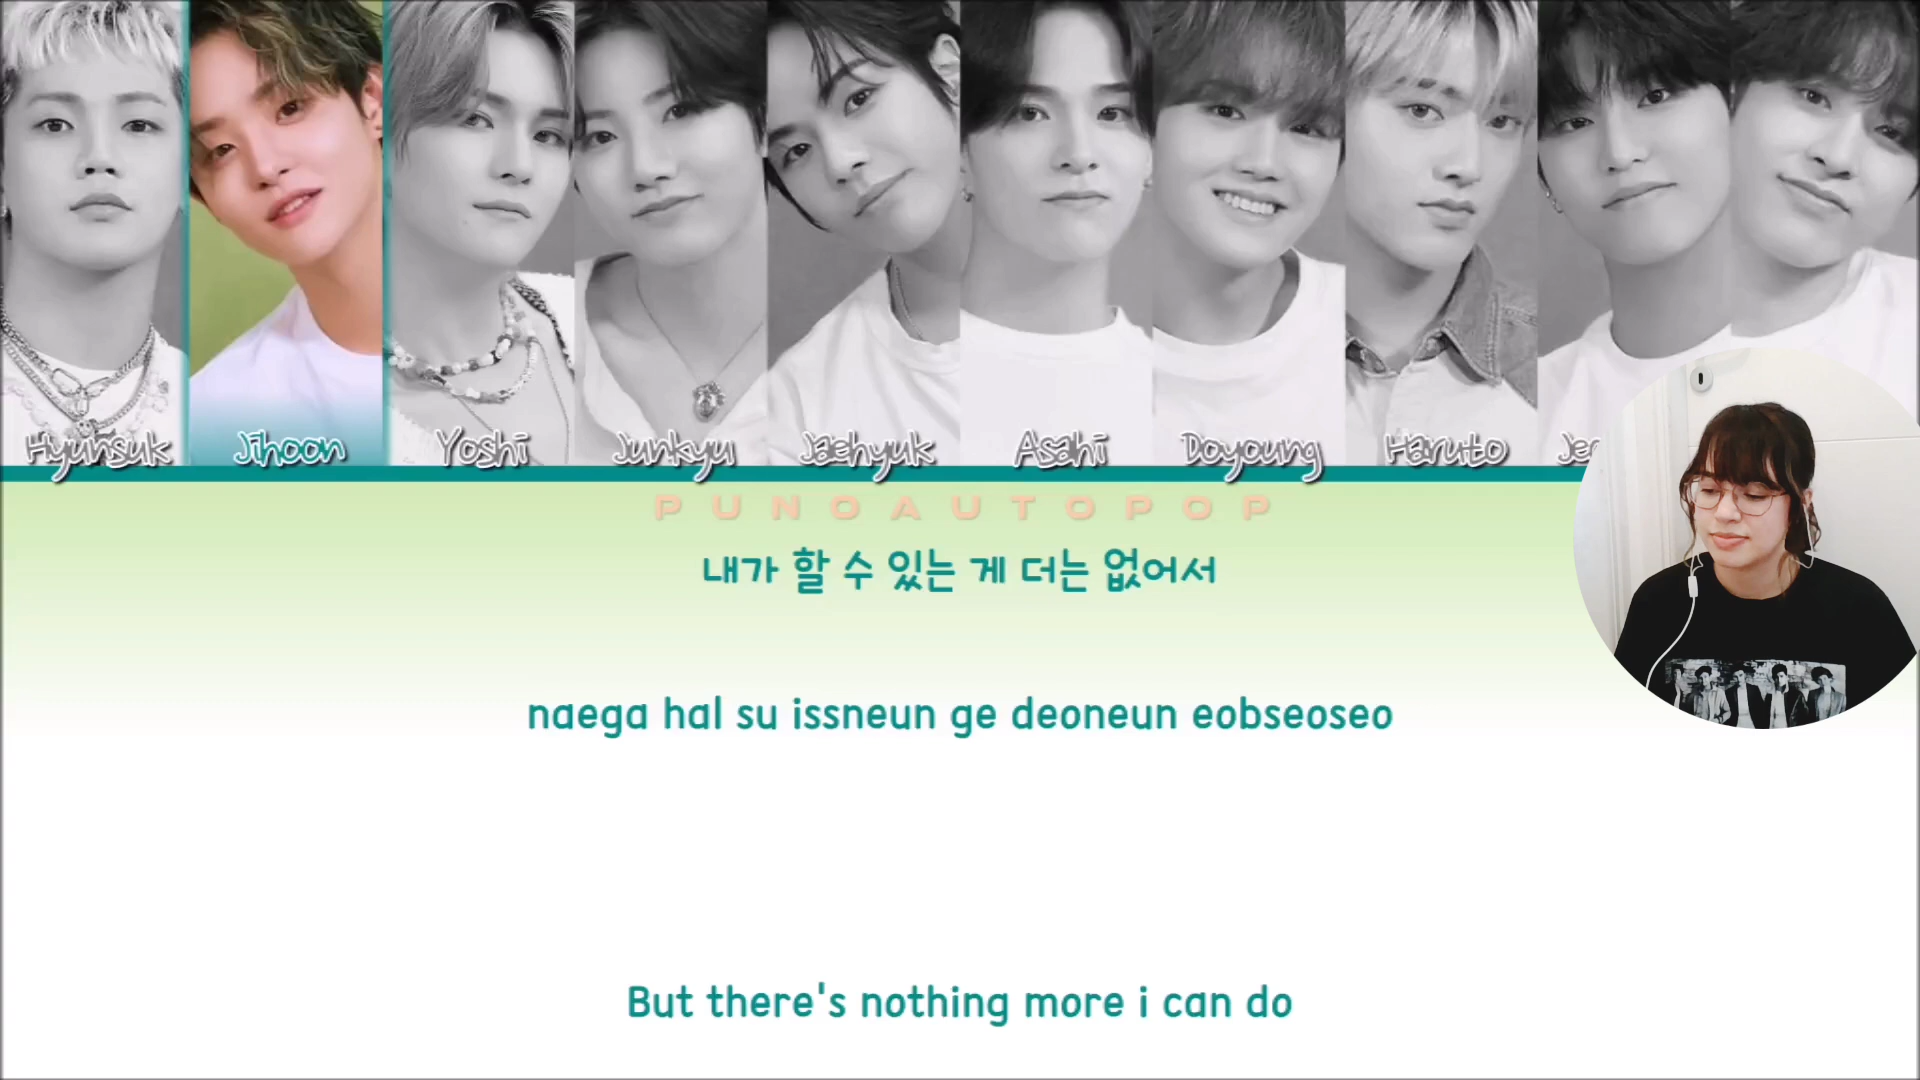 Hyunsuk Jihoon Yoshi Junkyu Jaehyuk Asahi Doyoung Haruto
PUNOAUTOPOP
내가 할 수 있는 게 더는 없어서
naega hal su issneun ge deoneun eobseoseo
But there's nothing more i can do